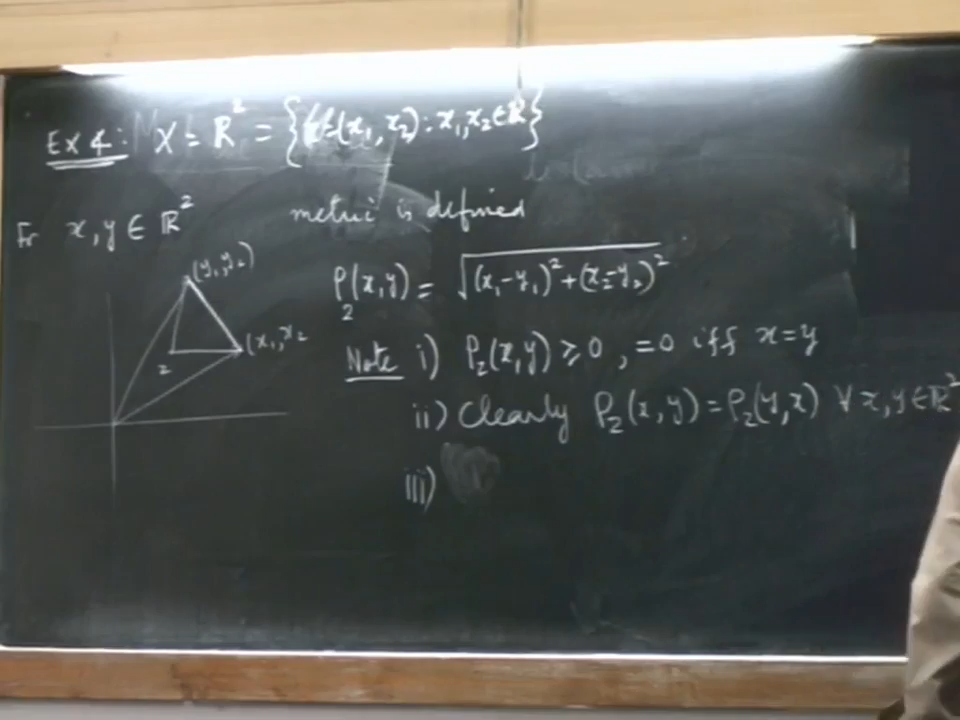 Ex 4: X = ℝ² = {x=(x₁, x₂): x₁, x₂ ∈ ℝ}
For x, y ∈ ℝ² metric is defined
(y₁, y₂)
ρ₂(x, y) = √((x₁-y₁)² + (x₂-y₂)²)
(x₁, x₂
2
Note i) ρ₂(x, y) ≥ 0, = 0 iff x = y
ii) Clearly ρ₂(x, y) = ρ₂(y, x) ∀ x, y ∈ ℝ²
iii)